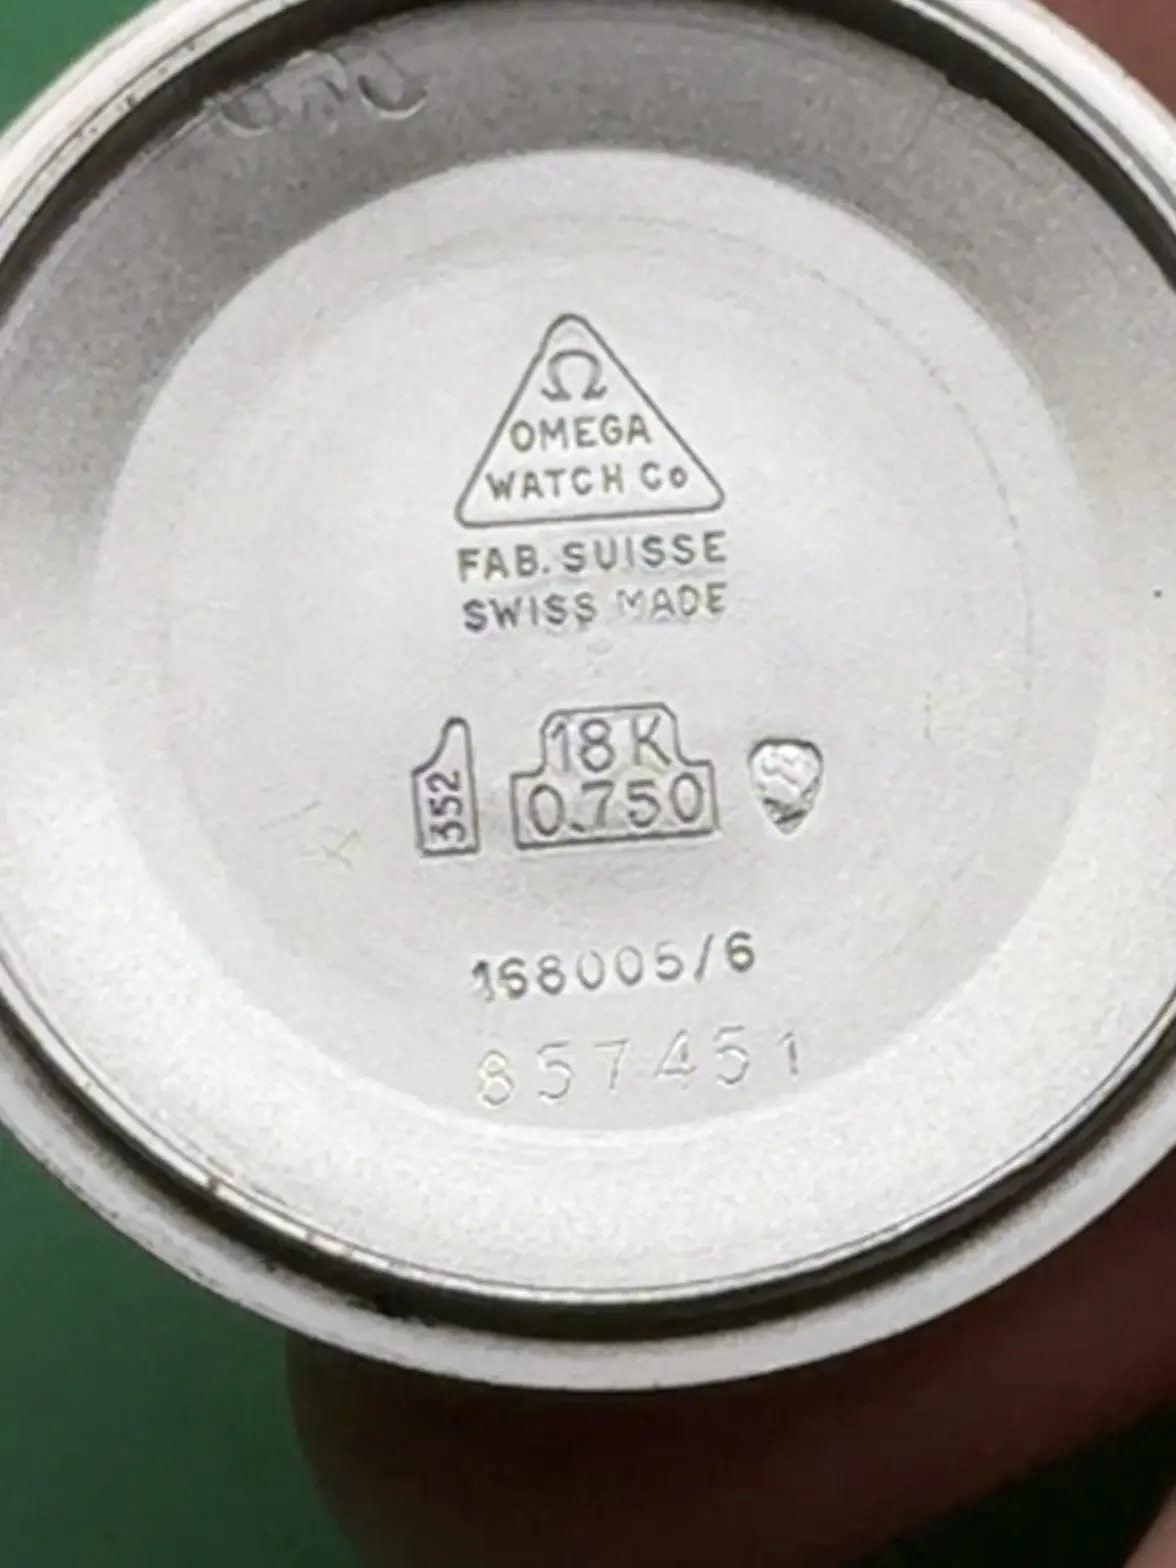 Ω
OMEGA
WATCH Co
FAB. SUISSE
SWISS MADE
352
18 K
0.750
168005/6
857451